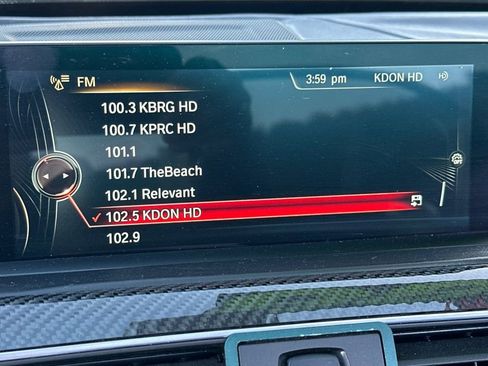 FM 3:59 pm KDON HD
100.3 KBRG HD
100.7 KPRC HD
101.1
101.7 TheBeach
102.1 Relevant
102.5 KDON HD
102.9